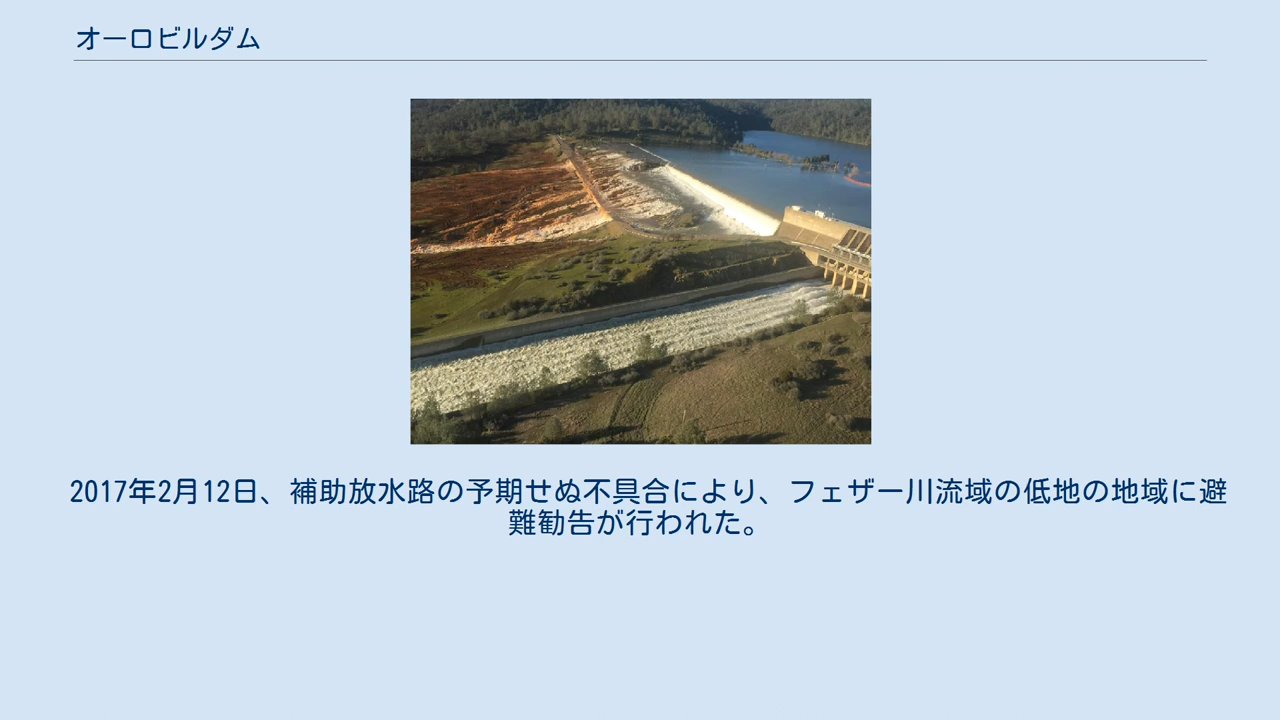 オーロビルダム
2017年2月12日、補助放水路の予期せぬ不具合により、フェザー川流域の低地の地域に避
難勧告が行われた。